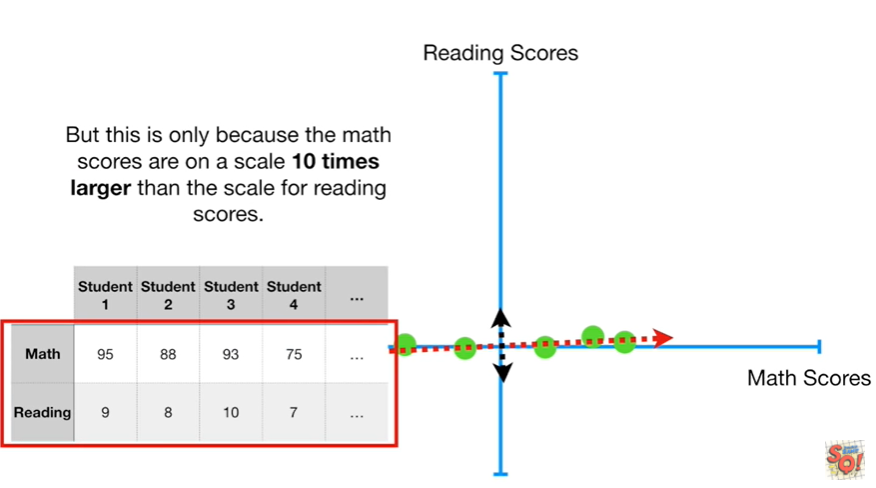 Reading Scores
But this is only because the math
scores are on a scale 10 times
larger than the scale for reading
scores.
Student 1 Student 2 Student 3 Student 4 ...
Math 95 88 93 75 ...
Reading 9 8 10 7 ...
Math Scores
SQ!